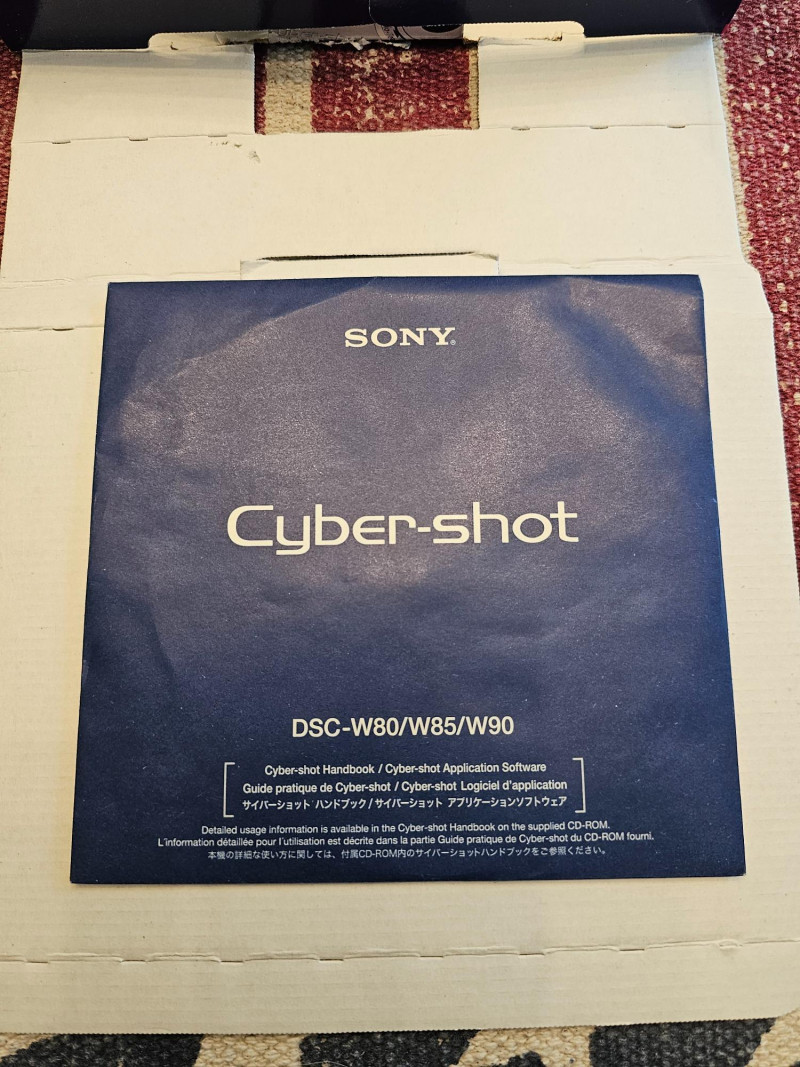 SONY®
Cyber-shot
DSC-W80/W85/W90
Cyber-shot Handbook / Cyber-shot Application Software
Guide pratique de Cyber-shot / Cyber-shot Logiciel d'application
サイバーショット ハンドブック / サイバーショット アプリケーションソフトウェア
Detailed usage information is available in the Cyber-shot Handbook on the supplied CD-ROM.
L'information détaillée pour l'utilisation est décrite dans la partie Guide pratique de Cyber-shot du CD-ROM fourni.
本機の詳細な使い方に関しては、付属CD-ROM内のサイバーショットハンドブックをご参照ください。